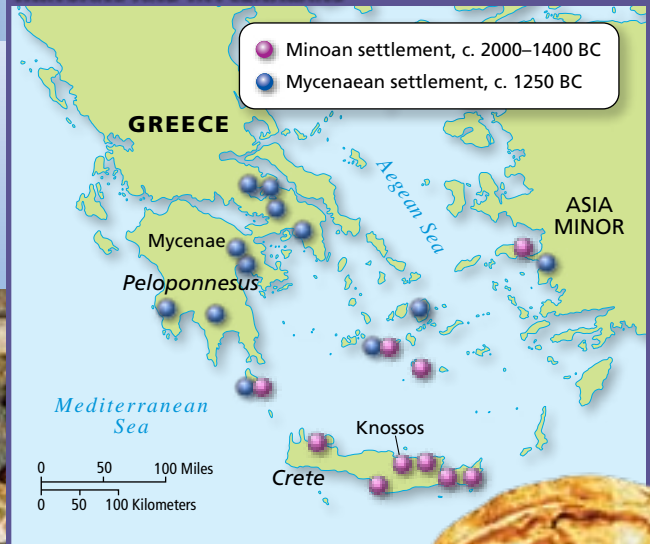 Minoan settlement, c. 2000–1400 BC
Mycenaean settlement, c. 1250 BC
GREECE
Aegean Sea
ASIA
MINOR
Mycenae
Peloponnesus
Mediterranean
Sea
Knossos
Crete
0 50 100 Miles
0 50 100 Kilometers